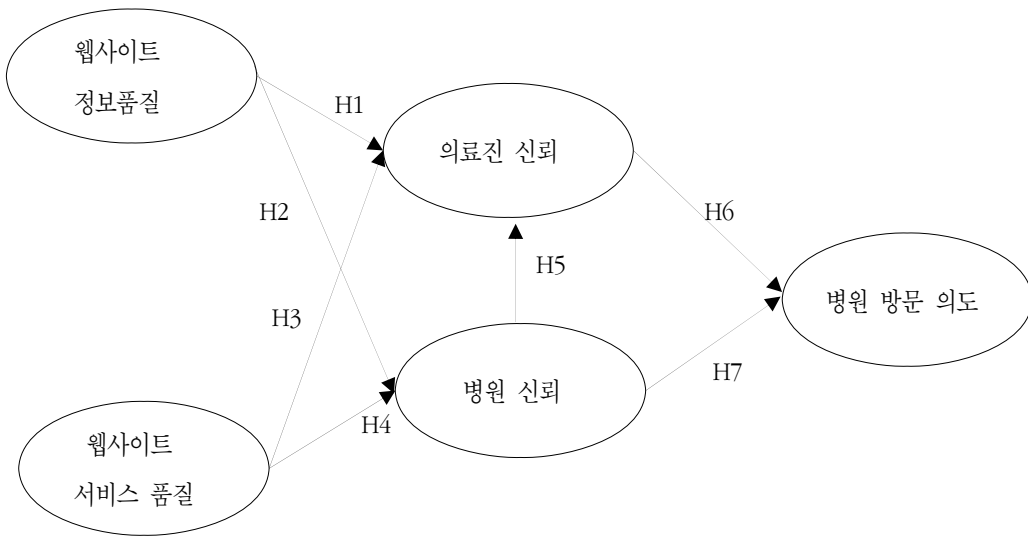 웹사이트
정보품질
H1
의료진 신뢰
H2
H6
H5
병원 방문 의도
H3
병원 신뢰
H7
H4
웹사이트
서비스 품질